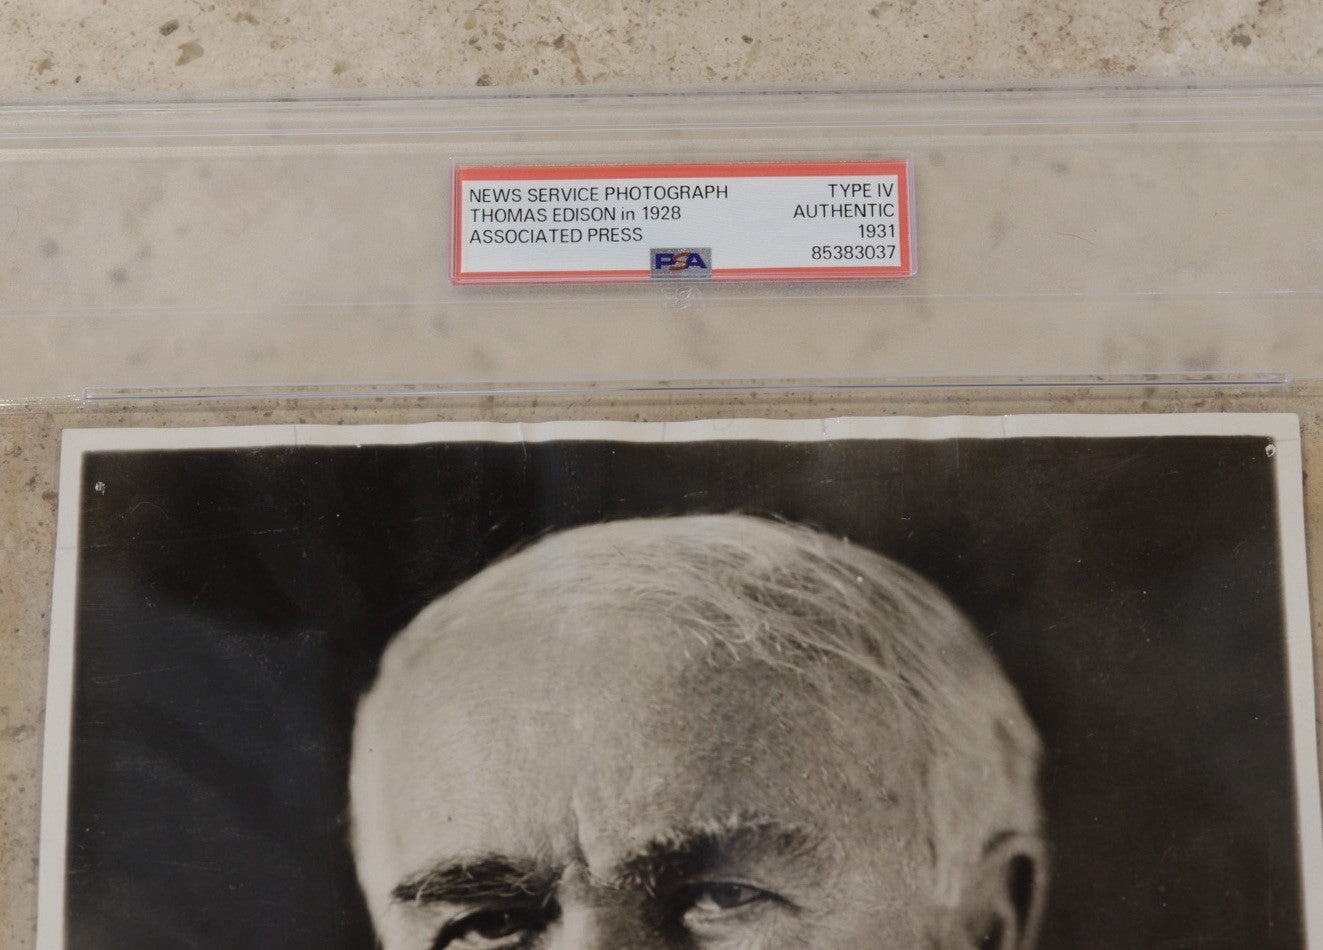 NEWS SERVICE PHOTOGRAPH TYPE IV
THOMAS EDISON in 1928 AUTHENTIC
ASSOCIATED PRESS 1931
PSA 85383037